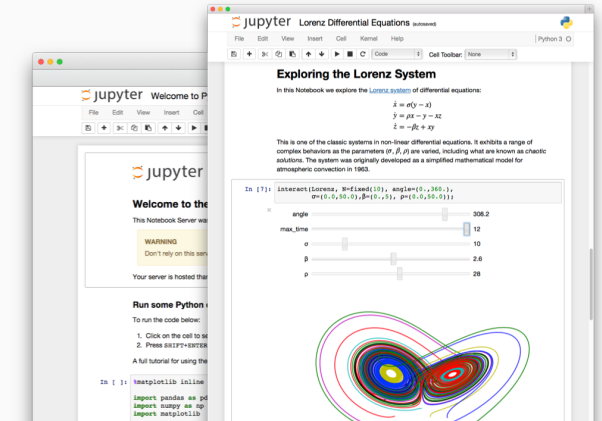 jupyter Lorenz Differential Equations (autosaved)
File Edit View Insert Cell Kernel Help Python 3
Code Cell Toolbar: None
Exploring the Lorenz System
In this Notebook we explore the Lorenz system of differential equations:
ẋ = σ(y − x)
ẏ = ρx − y − xz
ż = −βz + xy
This is one of the classic systems in non-linear differential equations. It exhibits a range of
complex behaviors as the parameters (σ, β, ρ) are varied, including what are known as chaotic
solutions. The system was originally developed as a simplified mathematical model for
atmospheric convection in 1963.
In [7]: interact(Lorenz, N=fixed(10), angle=(0.,360.),
σ=(0.0,50.0),β=(0.,5), ρ=(0.0,50.0));
angle 308.2
max_time 12
σ 10
β 2.6
ρ 28
jupyter Welcome to P
File Edit View Insert Cell
jupyter
Welcome to the
This Notebook Server was
WARNING
Don't rely on this serv
Your server is hosted than
Run some Python
To run the code below:
1. Click on the cell to se
2. Press SHIFT+ENTER
A full tutorial for using the
In [ ]: %matplotlib inline
import pandas as pd
import numpy as np
import matplotlib